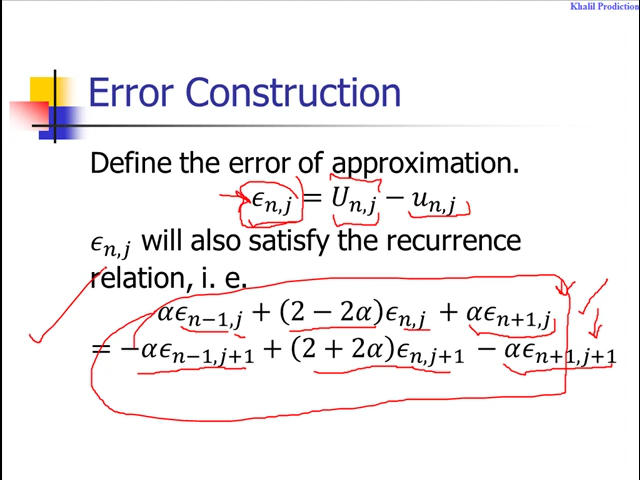 Khalil Prodiction
Error Construction
Define the error of approximation.
ϵ_{n,j} = U_{n,j} − u_{n,j}
ϵ_{n,j} will also satisfy the recurrence
relation, i. e.
αϵ_{n−1,j} + (2 − 2α)ϵ_{n,j} + αϵ_{n+1,j}
= −αϵ_{n−1,j+1} + (2 + 2α)ϵ_{n,j+1} − αϵ_{n+1,j+1}